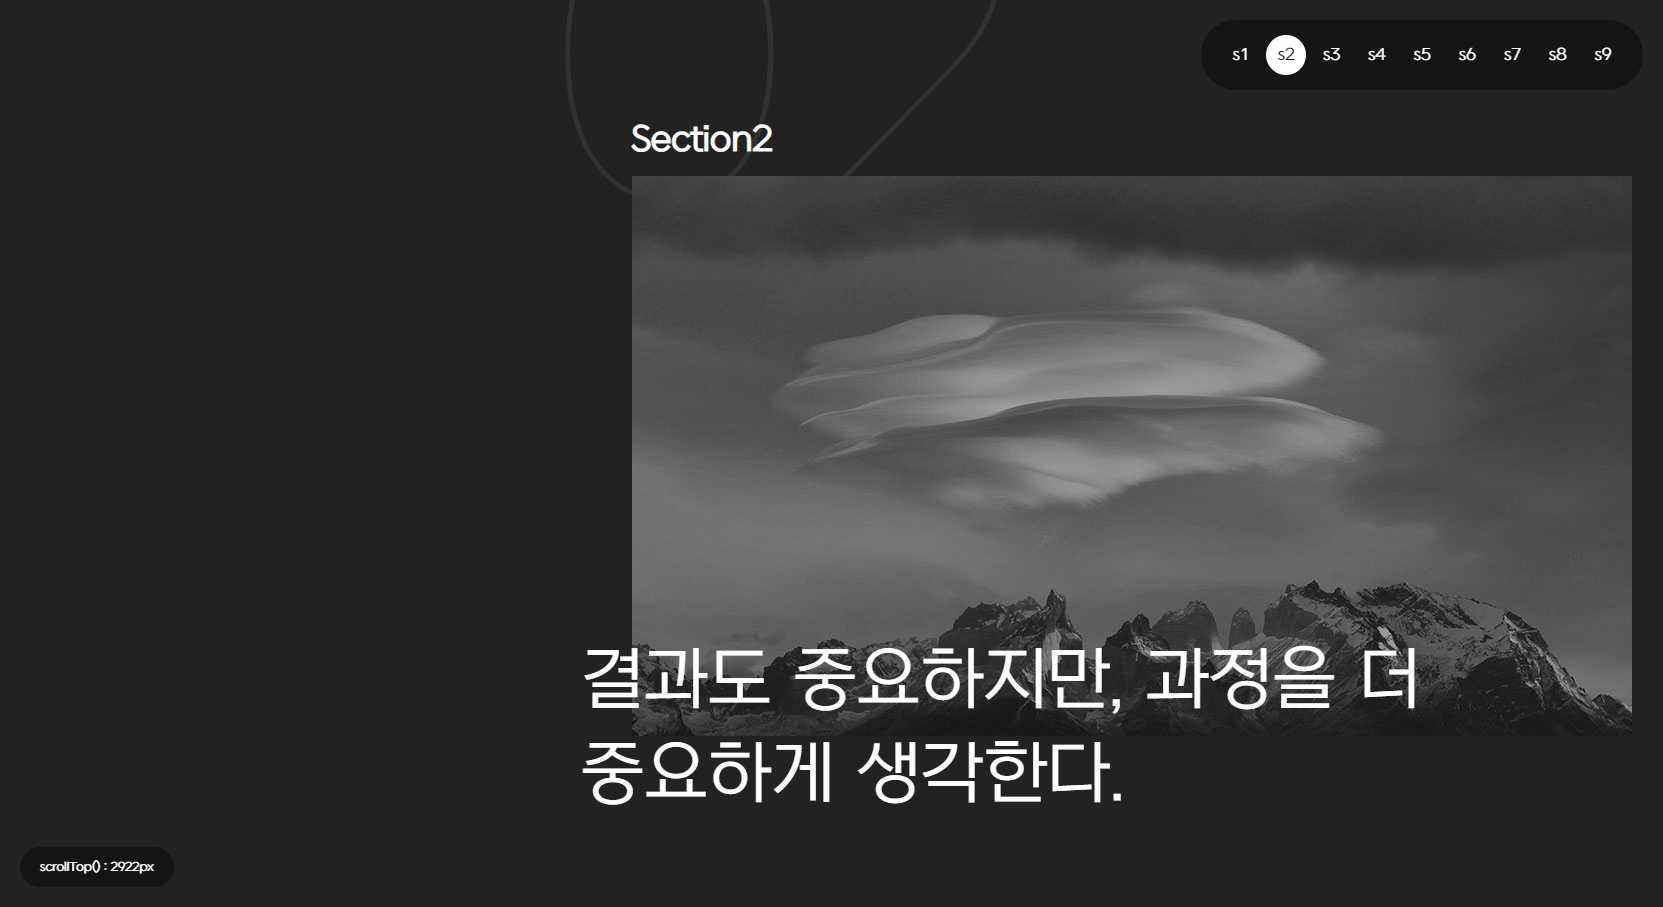 02
s1 s2 s3 s4 s5 s6 s7 s8 s9
Section2
결과도 중요하지만, 과정을 더
중요하게 생각한다.
scrollTop() : 2922px